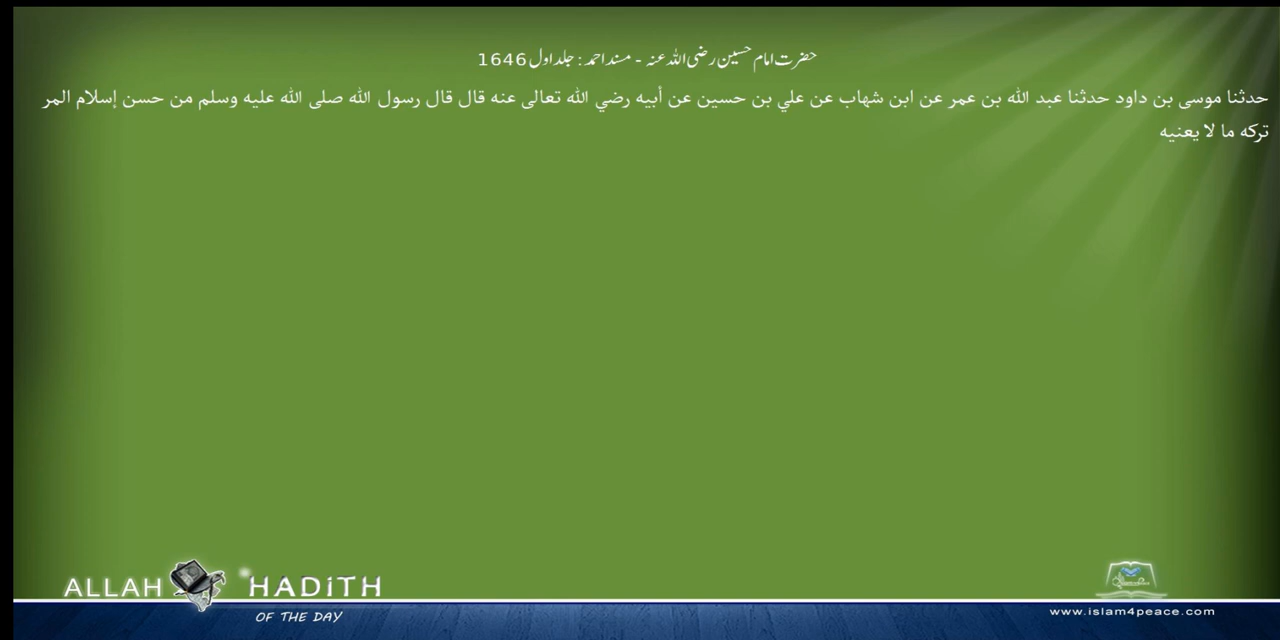 حضرت امام حسین رضی اللہ عنہ - مسند احمد : جلد اول 1646
حدثنا موسى بن داود حدثنا عبد الله بن عمر عن ابن شهاب عن علي بن حسين عن أبيه رضي الله تعالى عنه قال قال رسول الله صلى الله عليه وسلم من حسن إسلام المر
تركه ما لا يعنيه
ALLAH HADITH
OF THE DAY
www.islam4peace.com